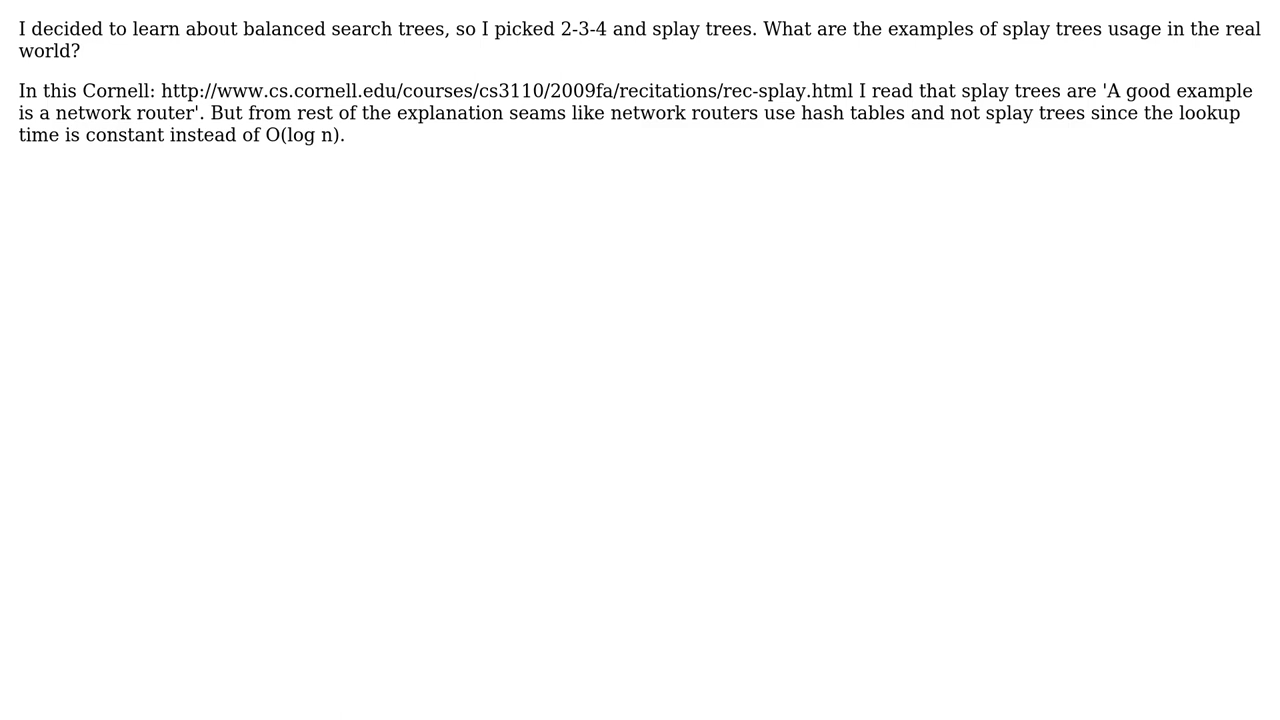 I decided to learn about balanced search trees, so I picked 2-3-4 and splay trees. What are the examples of splay trees usage in the real
world?
In this Cornell: http://www.cs.cornell.edu/courses/cs3110/2009fa/recitations/rec-splay.html I read that splay trees are 'A good example
is a network router'. But from rest of the explanation seams like network routers use hash tables and not splay trees since the lookup
time is constant instead of O(log n).